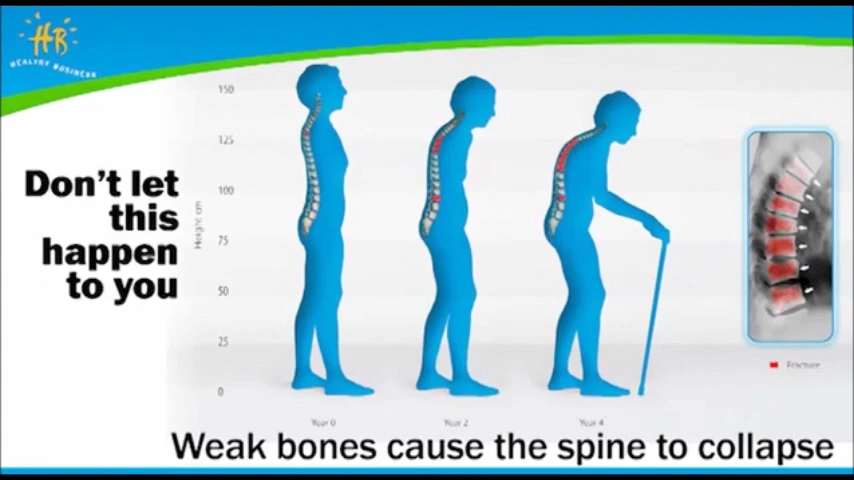 HB
HEALTHY BUSINESS
Don't let
this
happen
to you
Height cm
150
125
100
75
50
25
0
Year 0
Year 2
Year 4
Fracture
Weak bones cause the spine to collapse